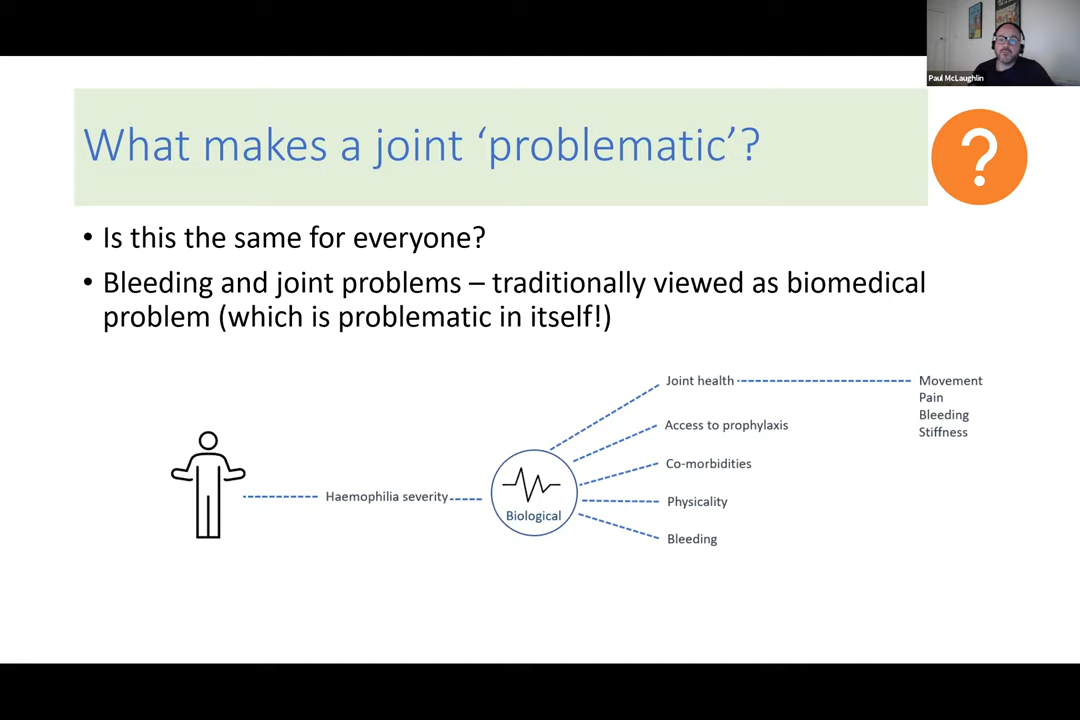 Paul McLaughlin
What makes a joint ‘problematic’?
?
• Is this the same for everyone?
• Bleeding and joint problems – traditionally viewed as biomedical
problem (which is problematic in itself!)
Haemophilia severity
Biological
Joint health
Access to prophylaxis
Co-morbidities
Physicality
Bleeding
Movement
Pain
Bleeding
Stiffness